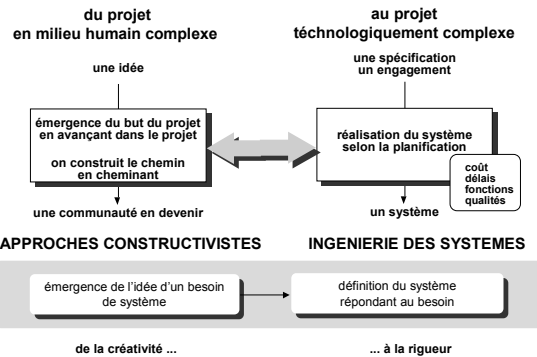 du projet
en milieu humain complexe
une idée
émergence du but du projet
en avançant dans le projet
on construit le chemin
en cheminant
une communauté en devenir
APPROCHES CONSTRUCTIVISTES
au projet
téchnologiquement complexe
une spécification
un engagement
réalisation du système
selon la planification
coût
délais
fonctions
qualités
un système
INGENIERIE DES SYSTEMES
émergence de l'idée d'un besoin
de système
définition du système
répondant au besoin
de la créativité ...
... à la rigueur